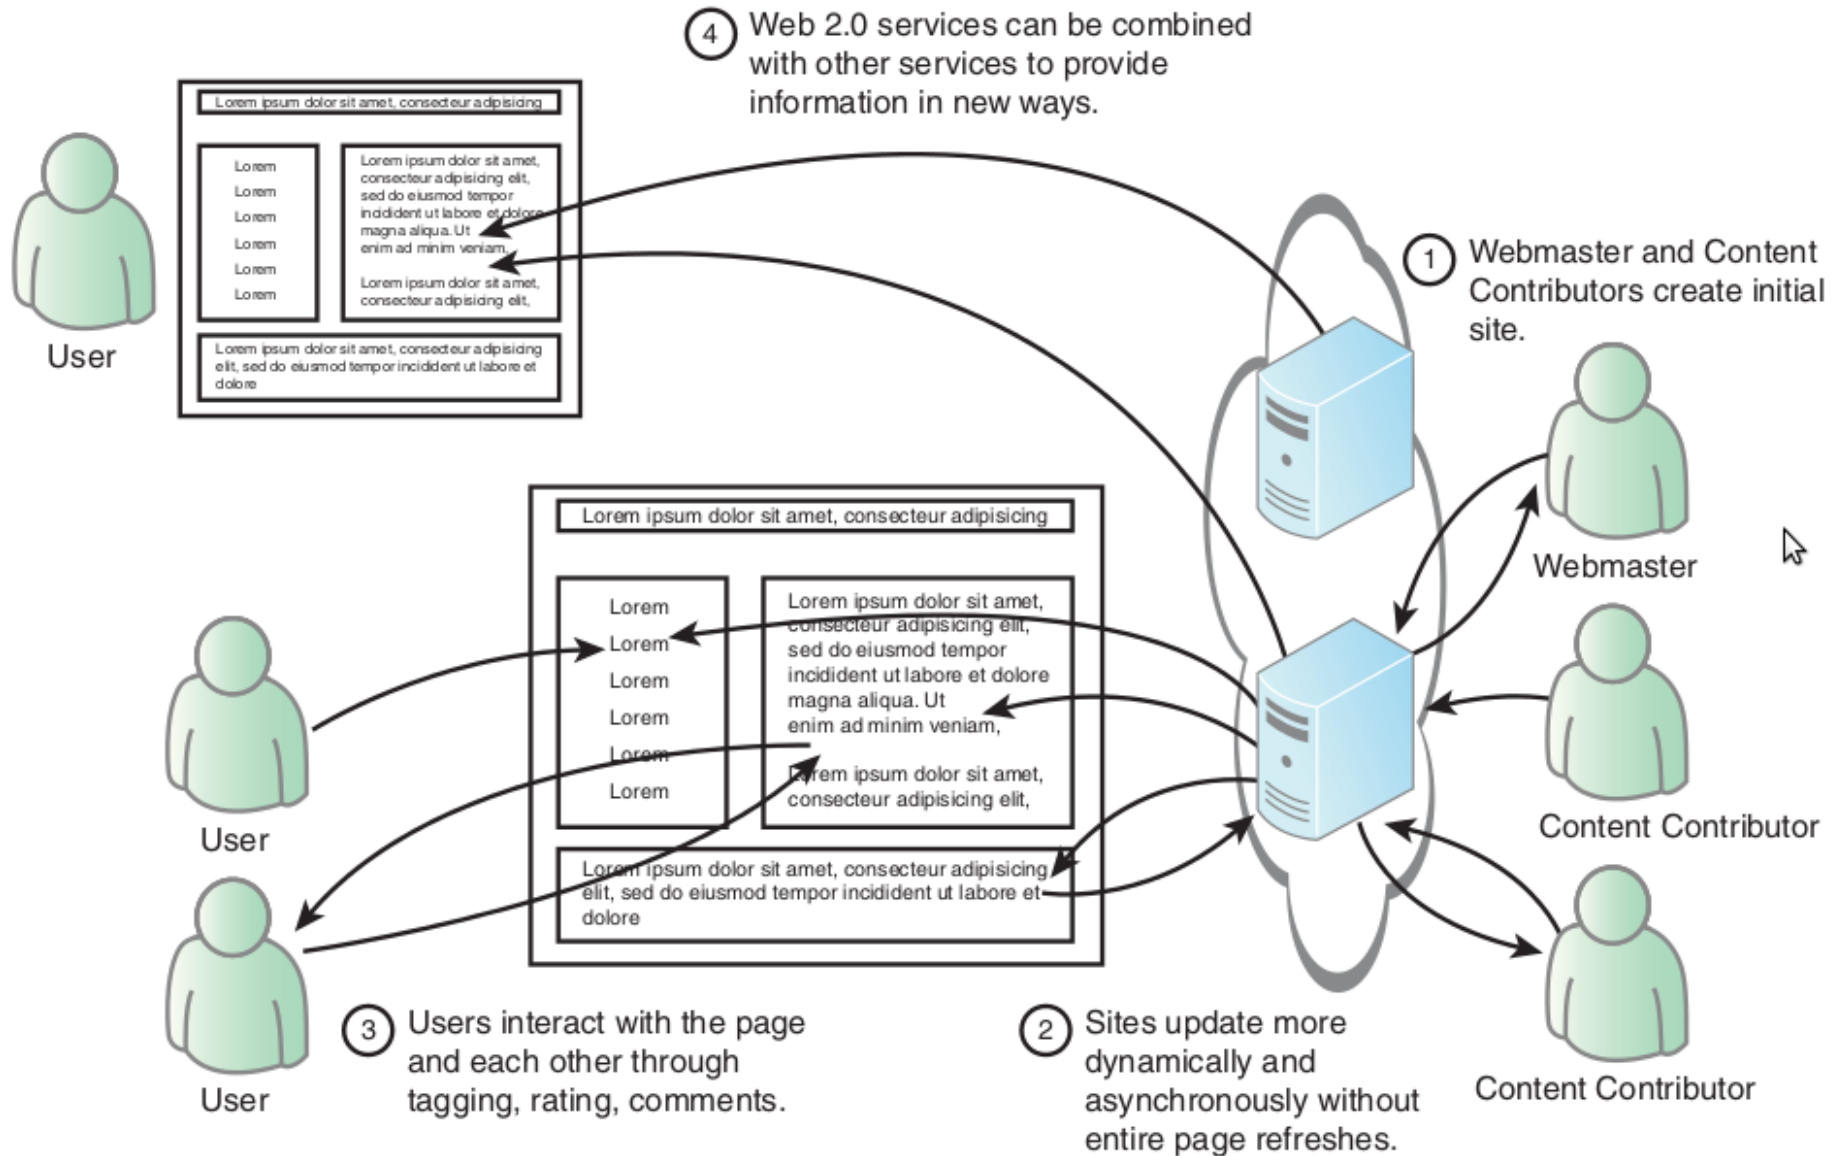 4
Web 2.0 services can be combined
with other services to provide
information in new ways.
Lorem ipsum dolor sit amet, consecteur adipisicing
Lorem
Lorem
Lorem
Lorem
Lorem
Lorem
Lorem ipsum dolor sit amet,
consecteur adipisicing elit,
sed do eiusmod tempor
incidident ut labore et dolore
magna aliqua. Ut
enim ad minim veniam,
Lorem ipsum dolor sit amet,
consecteur adipisicing elit,
Lorem ipsum dolor sit amet, consecteur adipisicing
elit, sed do eiusmod tempor incidident ut labore et
dolore
User
1
Webmaster and Content
Contributors create initial
site.
Webmaster
Lorem ipsum dolor sit amet, consecteur adipisicing
Lorem
Lorem
Lorem
Lorem
Lorem
Lorem
Lorem ipsum dolor sit amet,
consecteur adipisicing elit,
sed do eiusmod tempor
incidident ut labore et dolore
magna aliqua. Ut
enim ad minim veniam,
Lorem ipsum dolor sit amet,
consecteur adipisicing elit,
Lorem ipsum dolor sit amet, consecteur adipisicing
elit, sed do eiusmod tempor incidident ut labore et
dolore
User
Content Contributor
User
3
Users interact with the page
and each other through
tagging, rating, comments.
2
Sites update more
dynamically and
asynchronously without
entire page refreshes.
Content Contributor